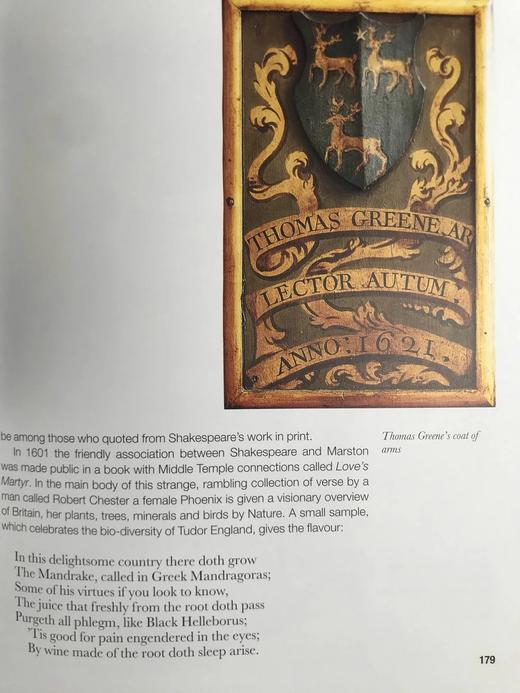 THOMAS GREENE.AR
LECTOR AUTUM.
ANNO: 1621.
be among those who quoted from Shakespeare's work in print.
In 1601 the friendly association between Shakespeare and Marston
was made public in a book with Middle Temple connections called Love's
Martyr. In the main body of this strange, rambling collection of verse by a
man called Robert Chester a female Phoenix is given a visionary overview
of Britain, her plants, trees, minerals and birds by Nature. A small sample,
which celebrates the bio-diversity of Tudor England, gives the flavour:
In this delightsome country there doth grow
The Mandrake, called in Greek Mandragoras;
Some of his virtues if you look to know,
The juice that freshly from the root doth pass
Purgeth all phlegm, like Black Helleborus;
'Tis good for pain engendered in the eyes;
By wine made of the root doth sleep arise.
Thomas Greene's coat of
arms
179